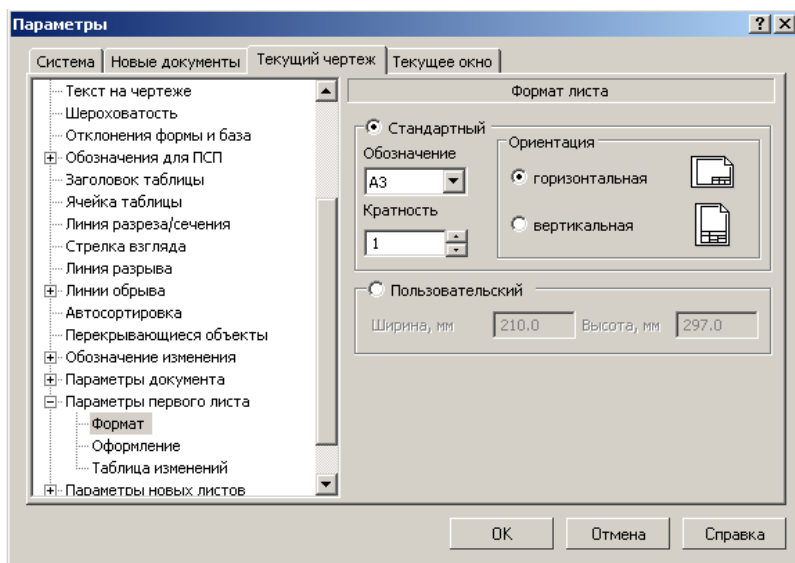 Параметры
Система Новые документы Текущий чертеж Текущее окно
Текст на чертеже
Шероховатость
Отклонения формы и база
Обозначения для ПСП
Заголовок таблицы
Ячейка таблицы
Линия разреза/сечения
Стрелка взгляда
Линия разрыва
Линии обрыва
Автосортировка
Перекрывающиеся объекты
Обозначение изменения
Параметры документа
Параметры первого листа
Формат
Оформление
Таблица изменений
Параметры новых листов
Формат листа
Стандартный
Обозначение
A3
Кратность
1
Ориентация
горизонтальная
вертикальная
Пользовательский
Ширина, мм 210.0 Высота, мм 297.0
OK Отмена Справка